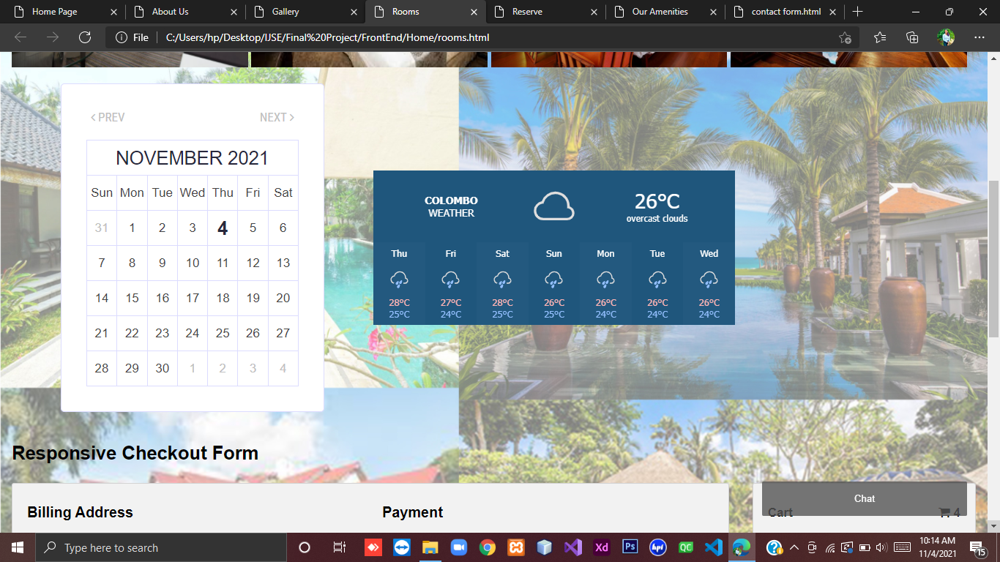 Home Page
About Us
Gallery
Rooms
Reserve
Our Amenities
contact form.html
File
C:/Users/hp/Desktop/IJSE/Final%20Project/FrontEnd/Home/rooms.html
PREV NEXT
NOVEMBER 2021
Sun Mon Tue Wed Thu Fri Sat
31 1 2 3 4 5 6
7 8 9 10 11 12 13
14 15 16 17 18 19 20
21 22 23 24 25 26 27
28 29 30 1 2 3 4
COLOMBO
WEATHER
26°C
overcast clouds
Thu Fri Sat Sun Mon Tue Wed
28°C 27°C 28°C 26°C 26°C 26°C 26°C
25°C 24°C 25°C 25°C 24°C 24°C 24°C
Responsive Checkout Form
Billing Address
Payment
Chat
Cart 4
Type here to search
Xd
Ps
hpf
QC
10:14 AM
11/4/2021
15